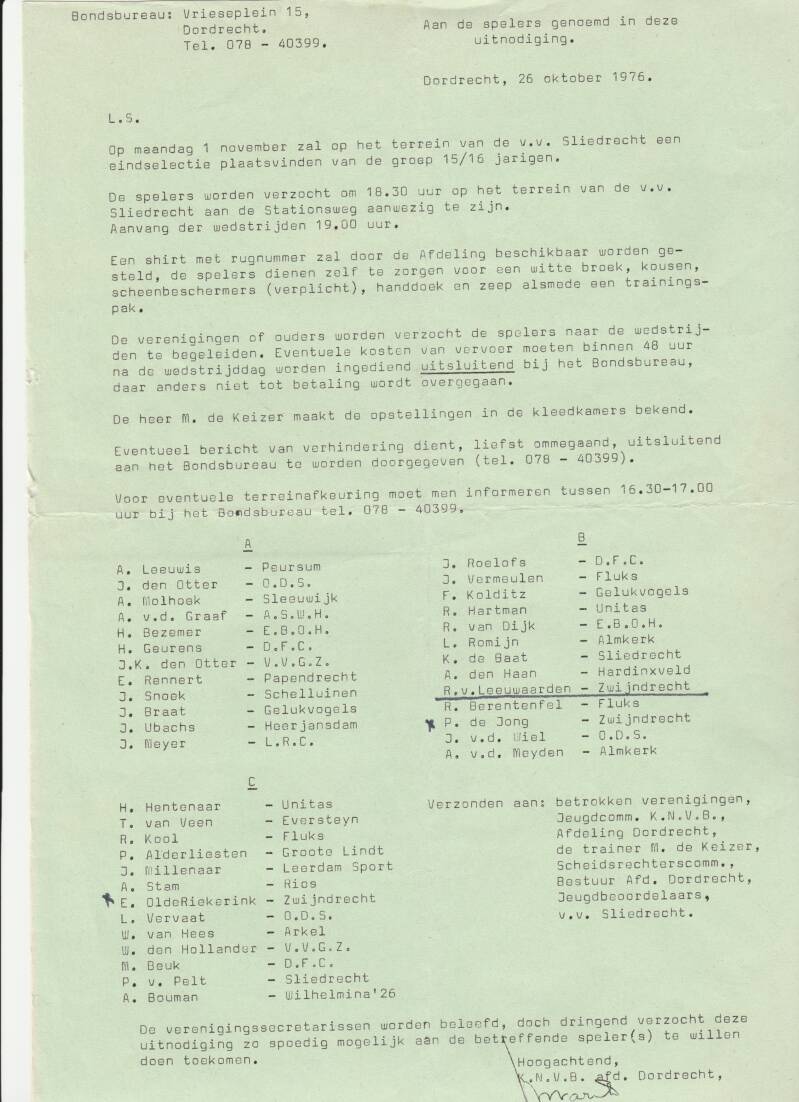 Bondsbureau: Vrieseplein 15,
Dordrecht.
Tel. 078 - 40399.
Aan de spelers genoemd in deze
uitnodiging.
Dordrecht, 26 oktober 1976.
L.S.
Op maandag 1 november zal op het terrein van de v.v. Sliedrecht een
eindselectie plaatsvinden van de groep 15/16 jarigen.
De spelers worden verzocht om 18.30 uur op het terrein van de v.v.
Sliedrecht aan de Stationsweg aanwezig te zijn.
Aanvang der wedstrijden 19.00 uur.
Een shirt met rugnummer zal door de Afdeling beschikbaar worden ge-
steld, de spelers dienen zelf te zorgen voor een witte broek, kousen,
scheenbeschermers (verplicht), handdoek en zeep alsmede een trainings-
pak.
De verenigingen of ouders worden verzocht de spelers naar de wedstrij-
den te begeleiden. Eventuele kosten van vervoer moeten binnen 48 uur
na de wedstrijddag worden ingediend uitsluitend bij het Bondsbureau,
daar anders niet tot betaling wordt overgegaan.
De heer M. de Keizer maakt de opstellingen in de kleedkamers bekend.
Eventueel bericht van verhindering dient, liefst ommegaand, uitsluitend
aan het Bondsbureau te worden doorgegeven (tel. 078 - 40399).
Voor eventuele terreinafkeuring moet men informeren tussen 16.30-17.00
uur bij het Bondsbureau tel. 078 - 40399.
A
A. Leeuwis - Peursum
J. den Otter - O.D.S.
A. Molhoek - Sleeuwijk
A. v.d. Graaf - A.S.W.H.
H. Bezemer - E.B.O.H.
H. Geurens - D.F.C.
J.K. den Otter - V.V.G.Z.
E. Rennert - Papendrecht
J. Snoek - Schelluinen
J. Braat - Gelukvogels
J. Ubachs - Heerjansdam
J. Meyer - L.R.C.
B
J. Roelofs - D.F.C.
J. Vermeulen - Fluks
F. Kolditz - Gelukvogels
R. Hartman - Unitas
R. van Dijk - E.B.O.H.
L. Romijn - Almkerk
K. de Baat - Sliedrecht
A. den Haan - Hardinxveld
R.v.Leeuwaarden - Zwijndrecht
R. Berentenfel - Fluks
P. de Jong - Zwijndrecht
J. v.d. Wiel - O.D.S.
A. v.d. Meyden - Almkerk
C
H. Hentenaar - Unitas
T. van Veen - Eversteyn
R. Kool - Fluks
P. Alderliesten - Groote Lindt
J. Millenaar - Leerdam Sport
A. Stam - Rios
E. OldeRiekerink - Zwijndrecht
L. Vervaat - O.D.S.
W. van Hees - Arkel
W. den Hollander - V.V.G.Z.
M. Beuk - D.F.C.
P. v. Pelt - Sliedrecht
A. Bouman - Wilhelmina'26
Verzonden aan: betrokken verenigingen,
Jeugdcomm. K.N.V.B.,
Afdeling Dordrecht,
de trainer M. de Keizer,
Scheidsrechterscomm.,
Bestuur Afd. Dordrecht,
Jeugdbeoordelaars,
v.v. Sliedrecht.
De verenigingssecretarissen worden beleefd, doch dringend verzocht deze
uitnodiging zo spoedig mogelijk aan de betreffende speler(s) te willen
doen toekomen.
Hoogachtend,
K.N.V.B. afd. Dordrecht,